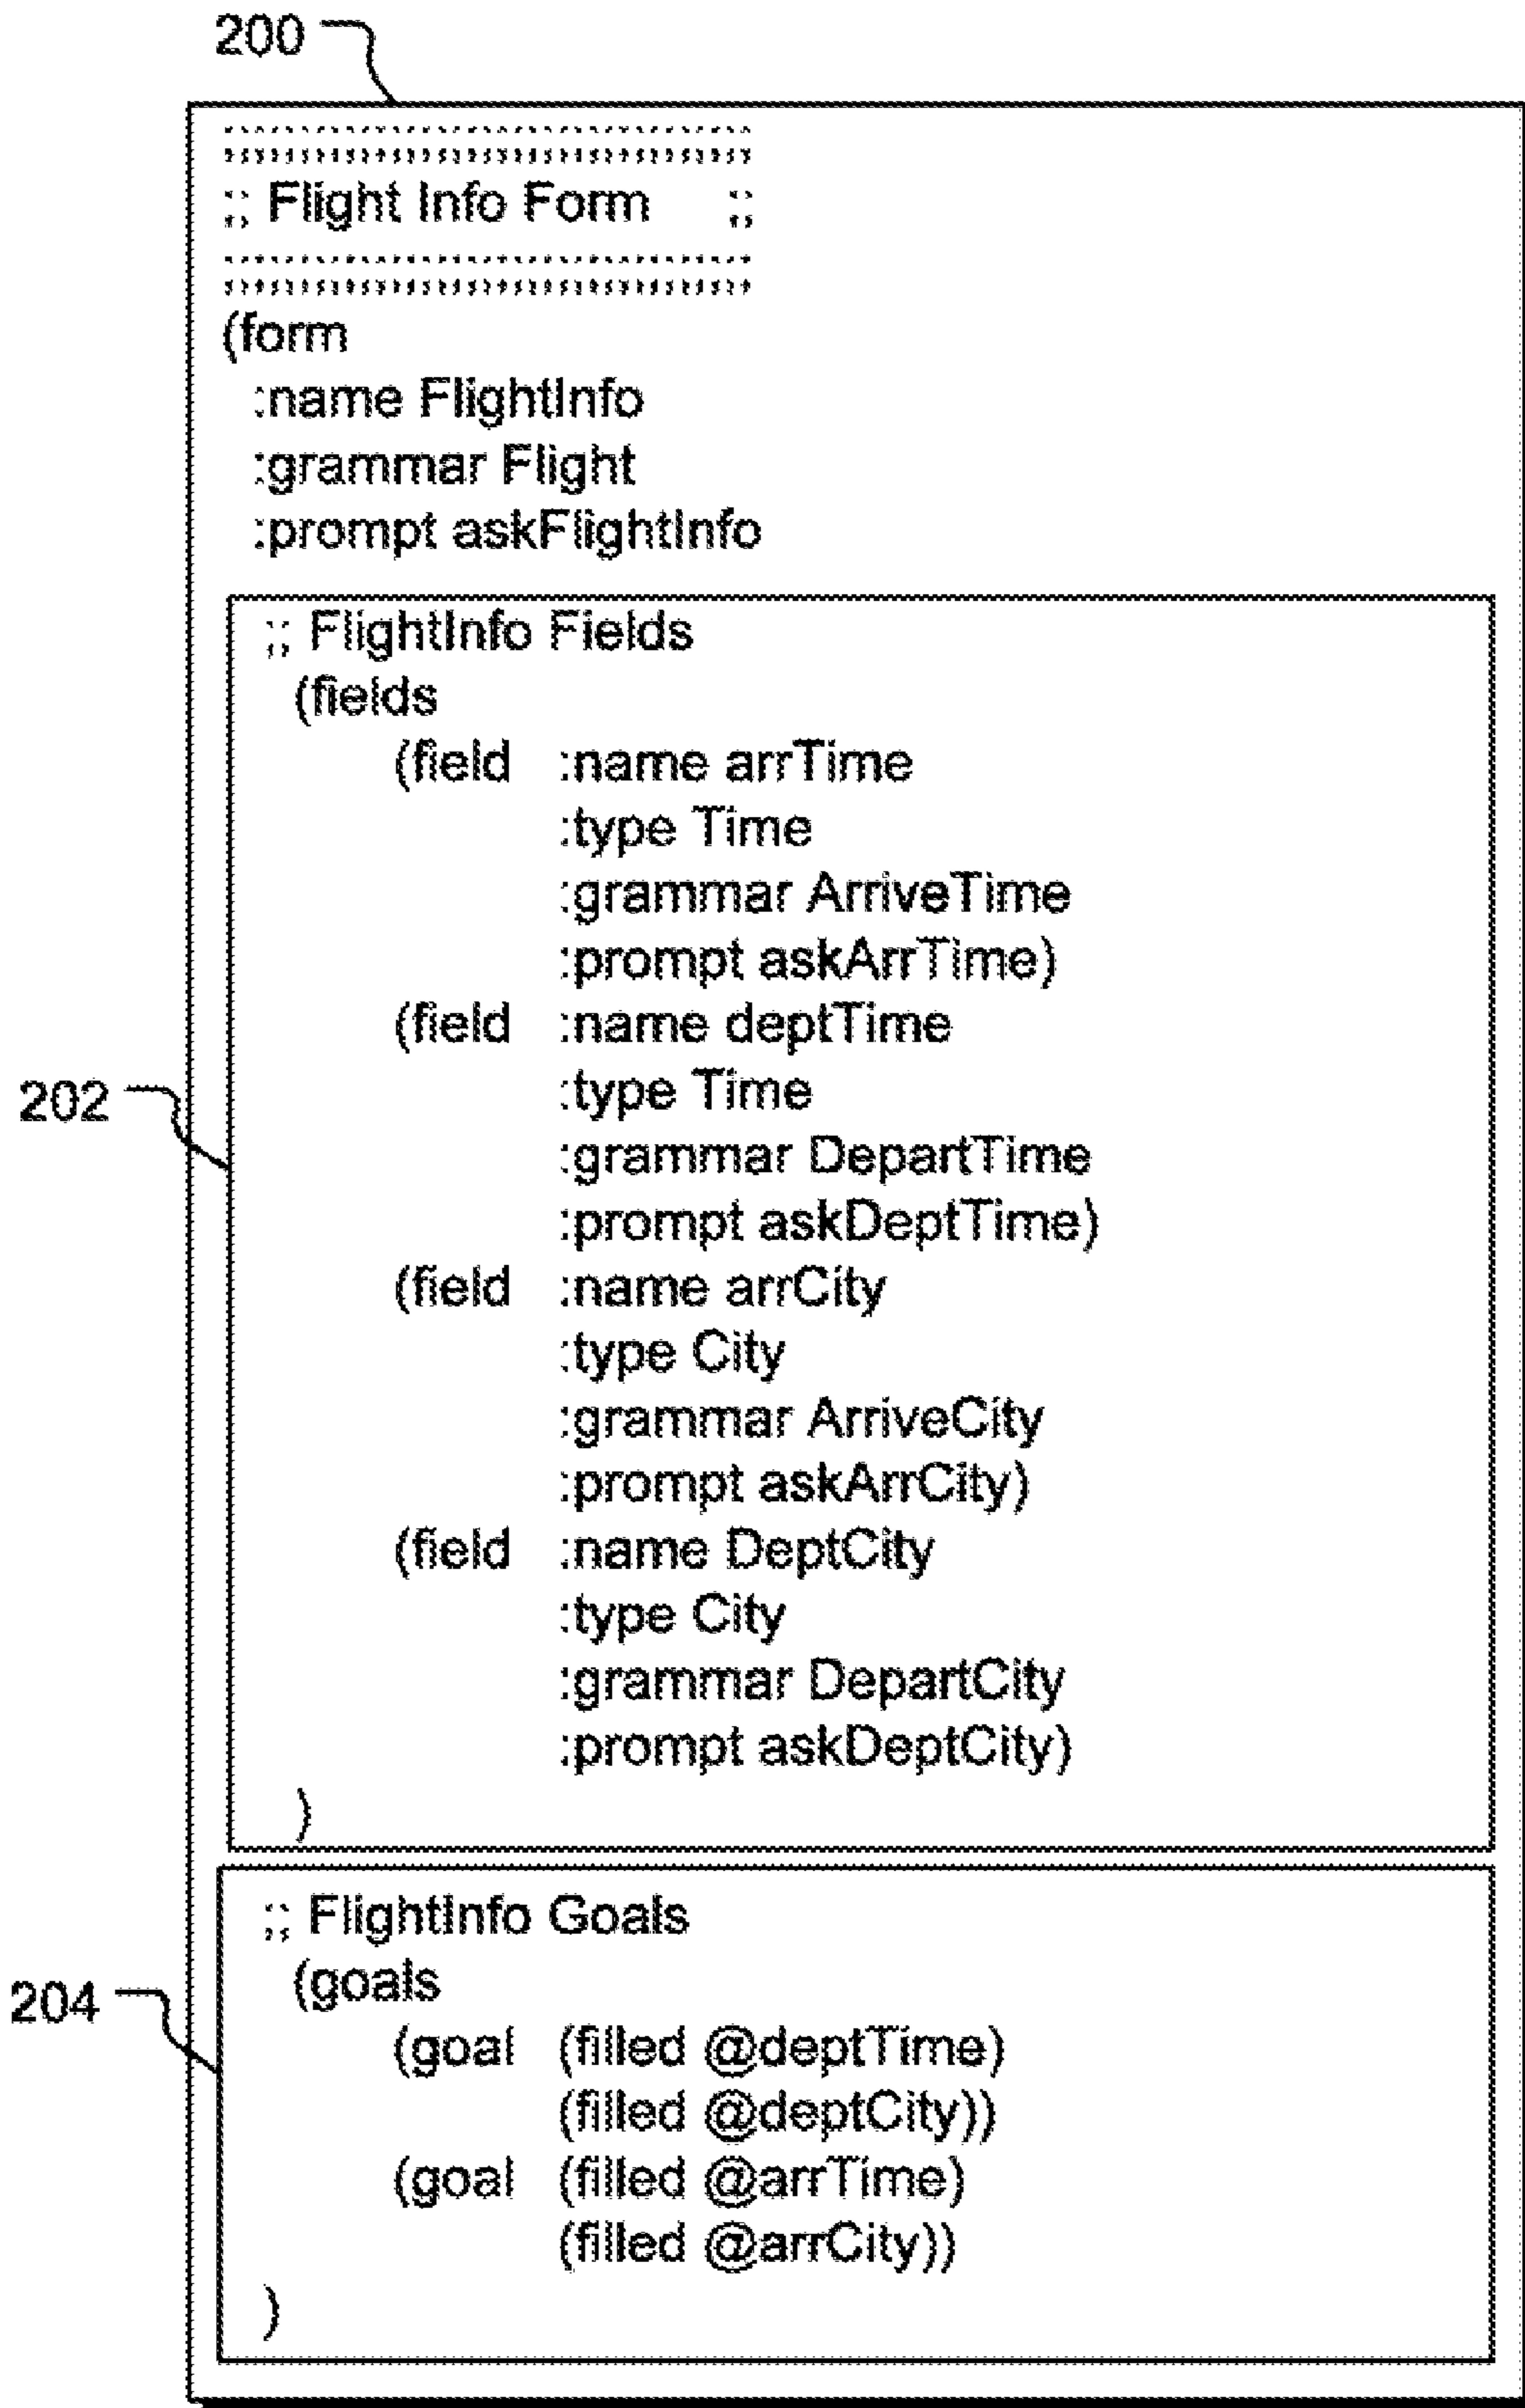 200
;;;;;;;;;;;;;;;;;;;;;;;;;;;;;;;;;;;
;; Flight Info Form ;;
;;;;;;;;;;;;;;;;;;;;;;;;;;;;;;;;;;;
(form
:name FlightInfo
:grammar Flight
:prompt askFlightInfo
;; FlightInfo Fields
(fields
(field :name arrTime
:type Time
:grammar ArriveTime
:prompt askArrTime)
(field :name deptTime
202
:type Time
:grammar DepartTime
:prompt askDeptTime)
(field :name arrCity
:type City
:grammar ArriveCity
:prompt askArrCity)
(field :name DeptCity
:type City
:grammar DepartCity
:prompt askDeptCity)
)
;; FlightInfo Goals
(goals
204
(goal (filled @deptTime)
(filled @deptCity))
(goal (filled @arrTime)
(filled @arrCity))
)